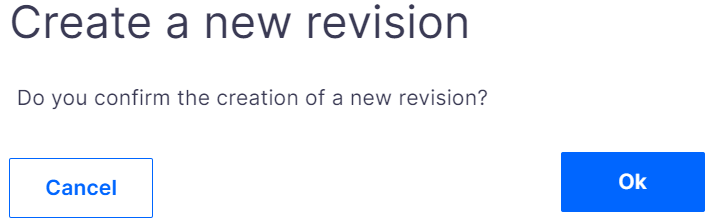 Create a new revision
Do you confirm the creation of a new revision?
Cancel
Ok